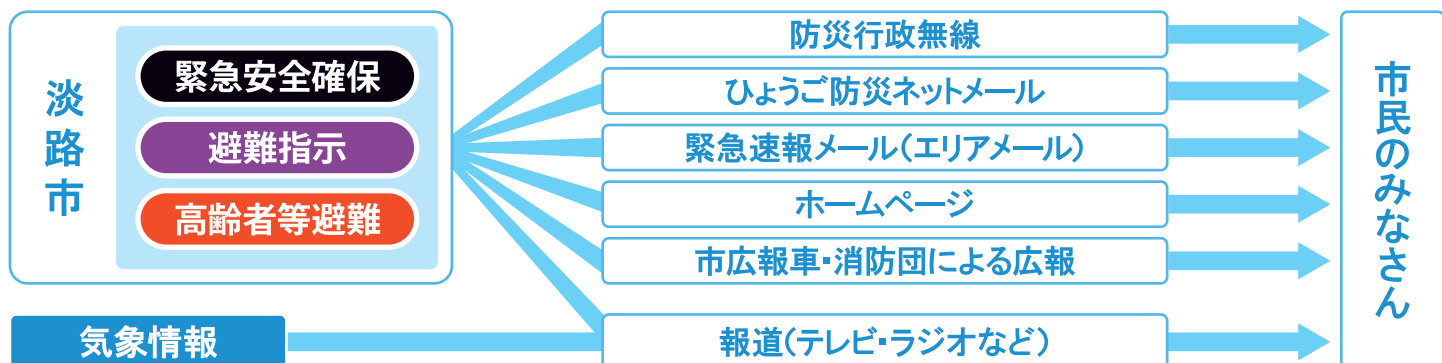 淡路市
緊急安全確保
避難指示
高齢者等避難
気象情報
防災行政無線
ひょうご防災ネットメール
緊急速報メール(エリアメール)
ホームページ
市広報車・消防団による広報
報道(テレビ・ラジオなど)
市民のみなさん